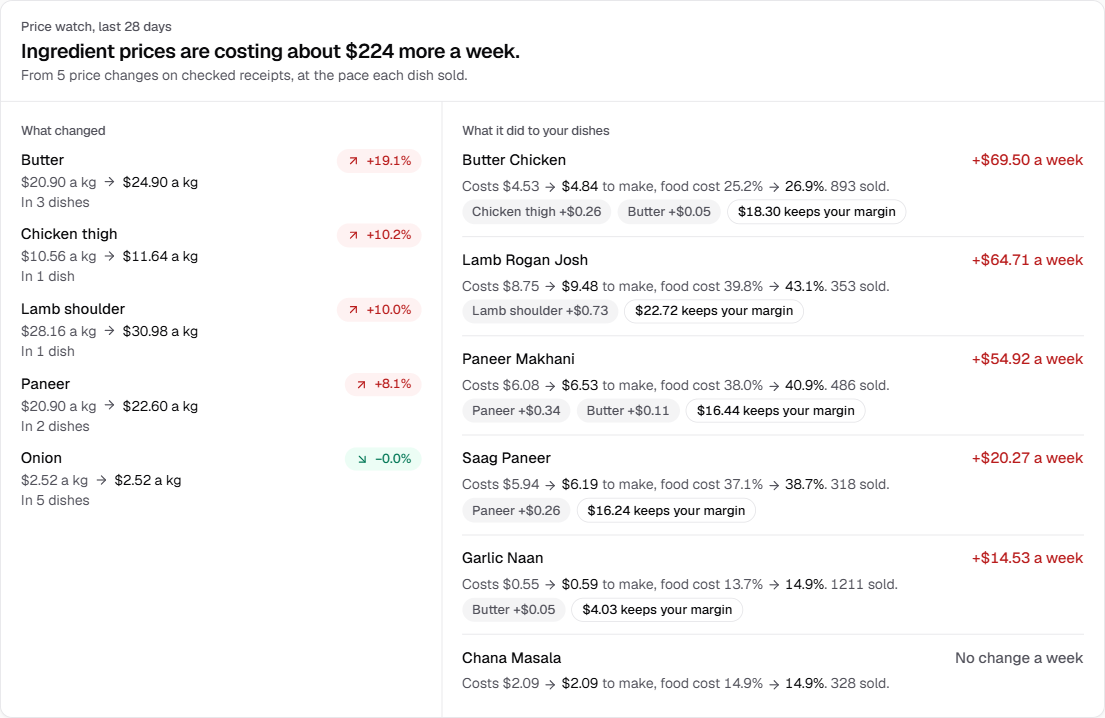 Price watch, last 28 days
Ingredient prices are costing about $224 more a week.
From 5 price changes on checked receipts, at the pace each dish sold.
What changed
Butter
+19.1%
$20.90 a kg → $24.90 a kg
In 3 dishes
Chicken thigh
+10.2%
$10.56 a kg → $11.64 a kg
In 1 dish
Lamb shoulder
+10.0%
$28.16 a kg → $30.98 a kg
In 1 dish
Paneer
+8.1%
$20.90 a kg → $22.60 a kg
In 2 dishes
Onion
−0.0%
$2.52 a kg → $2.52 a kg
In 5 dishes
What it did to your dishes
Butter Chicken
+$69.50 a week
Costs $4.53 → $4.84 to make, food cost 25.2% → 26.9%. 893 sold.
Chicken thigh +$0.26 Butter +$0.05 $18.30 keeps your margin
Lamb Rogan Josh
+$64.71 a week
Costs $8.75 → $9.48 to make, food cost 39.8% → 43.1%. 353 sold.
Lamb shoulder +$0.73 $22.72 keeps your margin
Paneer Makhani
+$54.92 a week
Costs $6.08 → $6.53 to make, food cost 38.0% → 40.9%. 486 sold.
Paneer +$0.34 Butter +$0.11 $16.44 keeps your margin
Saag Paneer
+$20.27 a week
Costs $5.94 → $6.19 to make, food cost 37.1% → 38.7%. 318 sold.
Paneer +$0.26 $16.24 keeps your margin
Garlic Naan
+$14.53 a week
Costs $0.55 → $0.59 to make, food cost 13.7% → 14.9%. 1211 sold.
Butter +$0.05 $4.03 keeps your margin
Chana Masala
No change a week
Costs $2.09 → $2.09 to make, food cost 14.9% → 14.9%. 328 sold.